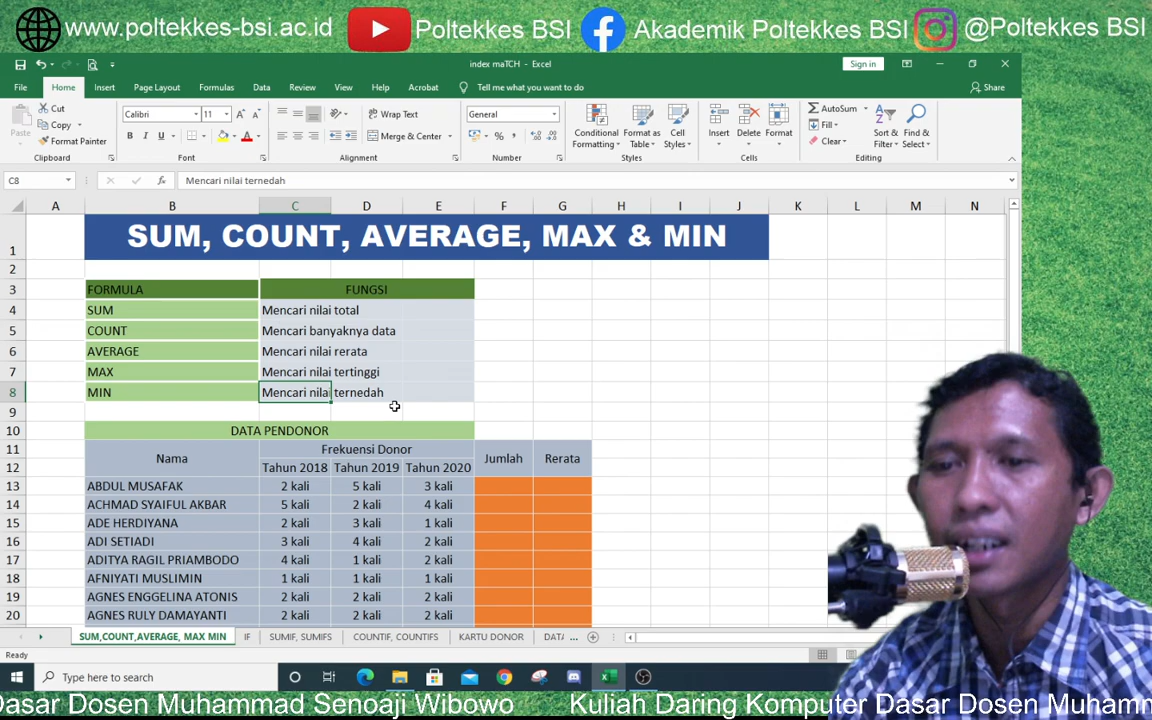 www.poltekkes-bsi.ac.id Poltekkes BSI Akademik Poltekkes BSI @Poltekkes BSI
index maTCH - Excel Sign in
File Home Insert Page Layout Formulas Data Review View Help Acrobat Tell me what you want to do Share
Paste Cut Copy Format Painter Clipboard
Calibri 11 B I U A Font
Wrap Text Merge & Center Alignment
General % Number
Conditional Formatting Format as Table Cell Styles Styles
Insert Delete Format Cells
AutoSum Fill Clear Sort & Filter Find & Select Editing
C8 fx Mencari nilai ternedah
A B C D E F G H I J K L M N
1 SUM, COUNT, AVERAGE, MAX & MIN
2
3 FORMULA FUNGSI
4 SUM Mencari nilai total
5 COUNT Mencari banyaknya data
6 AVERAGE Mencari nilai rerata
7 MAX Mencari nilai tertinggi
8 MIN Mencari nilai ternedah
9
10 DATA PENDONOR
11 Nama Frekuensi Donor Jumlah Rerata
12 Tahun 2018 Tahun 2019 Tahun 2020
13 ABDUL MUSAFAK 2 kali 5 kali 3 kali
14 ACHMAD SYAIFUL AKBAR 5 kali 2 kali 4 kali
15 ADE HERDIYANA 2 kali 3 kali 1 kali
16 ADI SETIADI 3 kali 4 kali 2 kali
17 ADITYA RAGIL PRIAMBODO 4 kali 1 kali 2 kali
18 AFNIYATI MUSLIMIN 1 kali 1 kali 1 kali
19 AGNES ENGGELINA ATONIS 2 kali 2 kali 2 kali
20 AGNES RULY DAMAYANTI 2 kali 2 kali 2 kali
SUM,COUNT,AVERAGE, MAX MIN IF SUMIF, SUMIFS COUNTIF, COUNTIFS KARTU DONOR DATA ...
Ready
Type here to search
Dasar Dosen Muhammad Senoaji Wibowo Kuliah Daring Komputer Dasar Dosen Muhamm